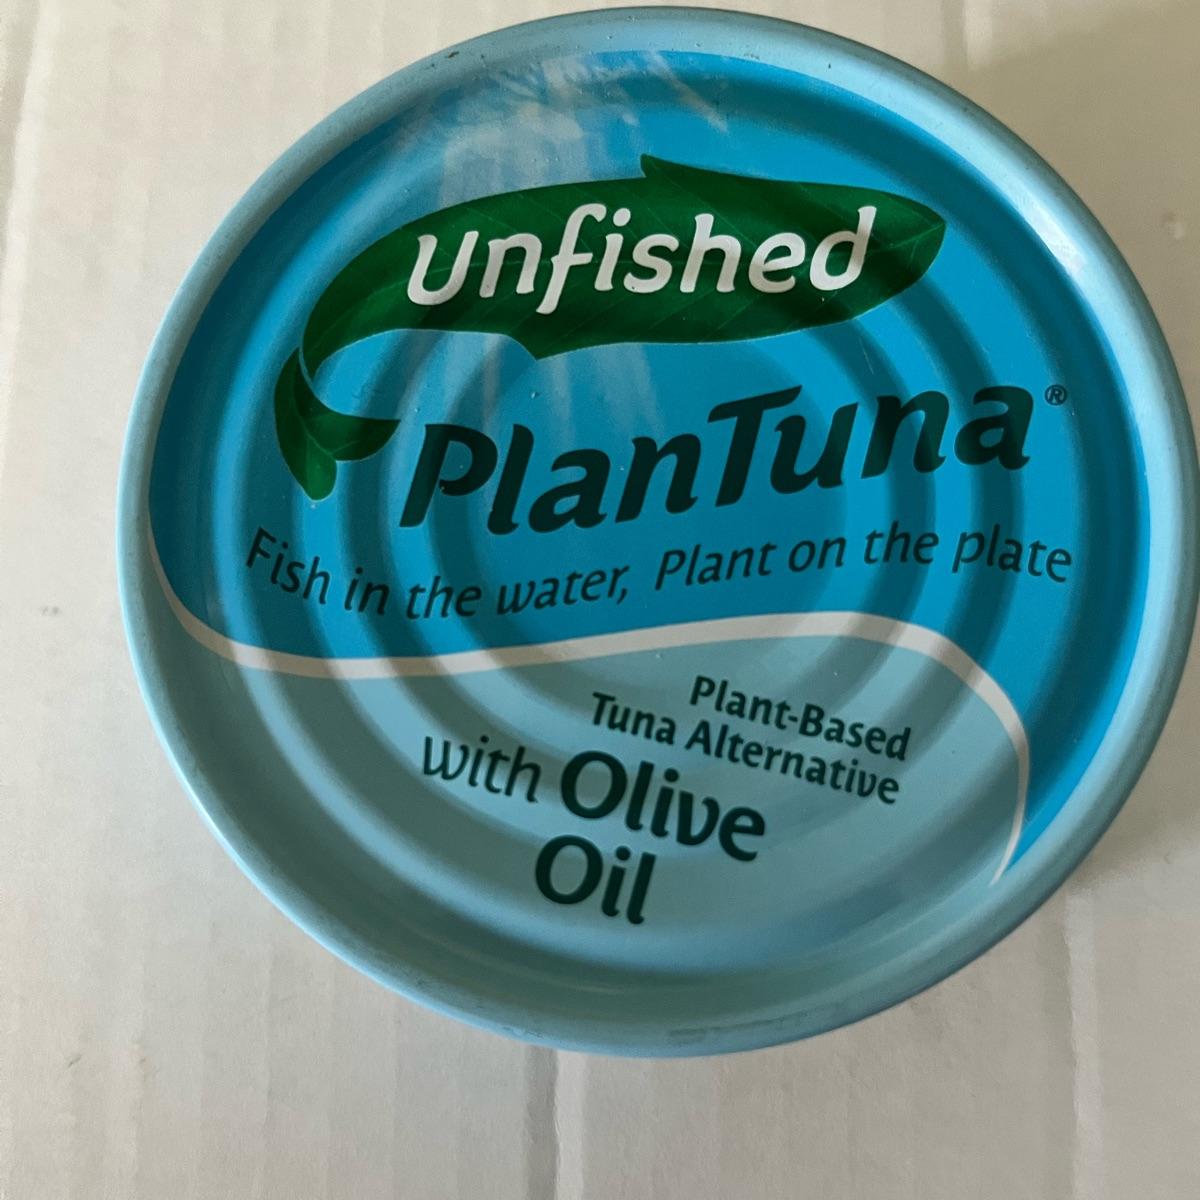 unfished
PlanTuna®
Fish in the water, Plant on the plate
Plant-Based
Tuna Alternative
with Olive
Oil